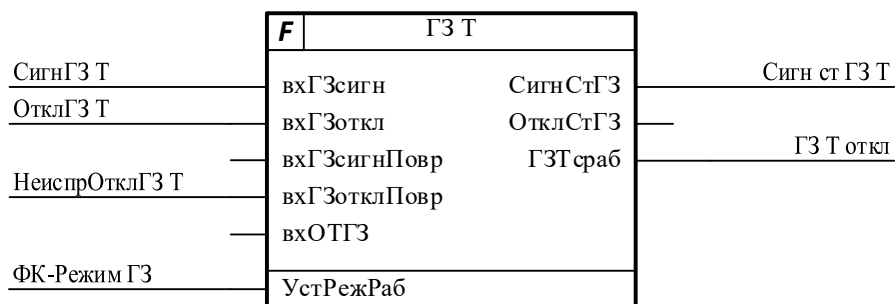 F ГЗ Т
СигнГЗ Т вхГЗсигн СигнСтГЗ Сигн ст ГЗ Т
ОтклГЗ Т вхГЗоткл ОтклСтГЗ
вхГЗсигнПовр ГЗТсраб ГЗ Т откл
НеиспрОтклГЗ Т вхГЗотклПовр
вхОТГЗ
ФК-Режим ГЗ УстРежРаб